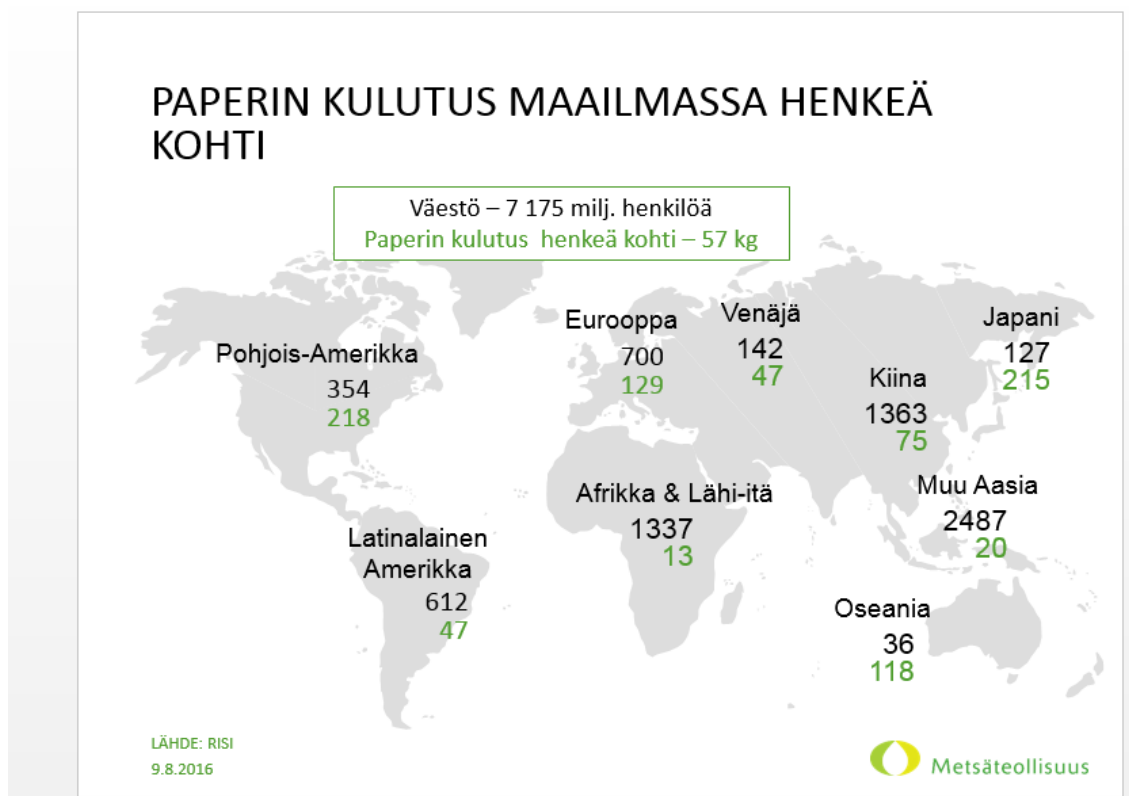 PAPERIN KULUTUS MAAILMASSA HENKEÄ
KOHTI
Väestö – 7 175 milj. henkilöä
Paperin kulutus henkeä kohti – 57 kg
Pohjois-Amerikka
354
218
Eurooppa
700
129
Venäjä
142
47
Japani
127
215
Kiina
1363
75
Afrikka & Lähi-itä
1337
13
Muu Aasia
2487
20
Latinalainen
Amerikka
612
47
Oseania
36
118
LÄHDE: RISI
9.8.2016
Metsäteollisuus